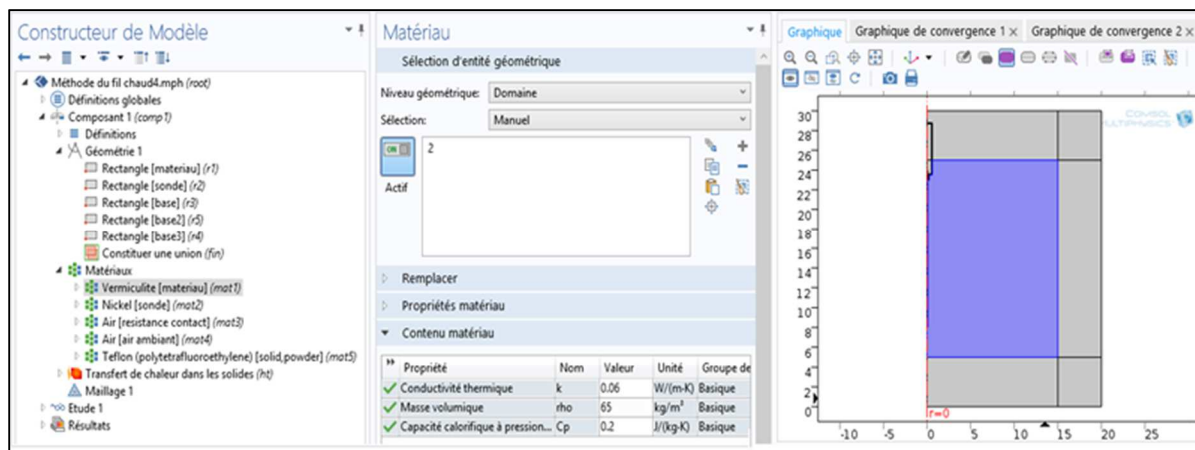 Constructeur de Modèle
Méthode du fil chaud4.mph (root)
Définitions globales
Composant 1 (comp1)
Définitions
Géométrie 1
Rectangle [materiau] (r1)
Rectangle [sonde] (r2)
Rectangle [base] (r3)
Rectangle [base2] (r5)
Rectangle [base3] (r4)
Constituer une union (fin)
Matériaux
Vermiculite [materiau] (mat1)
Nickel [sonde] (mat2)
Air [resistance contact] (mat3)
Air [air ambiant] (mat4)
Teflon (polytetrafluoroethylene) [solid,powder] (mat5)
Transfert de chaleur dans les solides (ht)
Maillage 1
Etude 1
Résultats
Matériau
Sélection d'entité géométrique
Niveau géométrique: Domaine
Sélection: Manuel
ON
2
Actif
Remplacer
Propriétés matériau
Contenu matériau
Propriété Nom Valeur Unité Groupe de
Conductivité thermique k 0.06 W/(m·K) Basique
Masse volumique rho 65 kg/m³ Basique
Capacité calorifique à pression... Cp 0.2 J/(kg·K) Basique
Graphique Graphique de convergence 1 × Graphique de convergence 2 ×
COMSOL
MULTIPHYSICS
30
28
26
24
22
20
18
16
14
12
10
8
6
4
2
0
r=0
-10 -5 0 5 10 15 20 25